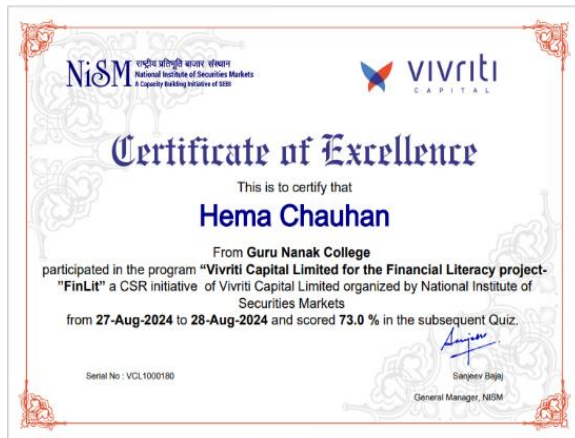 NiSM
राष्ट्रीय प्रतिभूति बाजार संस्थान
National Institute of Securities Markets
A Capacity Building Initiative of SEBI
vivriti
CAPITAL
Certificate of Excellence
This is to certify that
Hema Chauhan
From Guru Nanak College
participated in the program “Vivriti Capital Limited for the Financial Literacy project-
”FinLit” a CSR initiative of Vivriti Capital Limited organized by National Institute of
Securities Markets
from 27-Aug-2024 to 28-Aug-2024 and scored 73.0 % in the subsequent Quiz.
Serial No : VCL1000180
Sanjeev Bajaj
General Manager, NISM